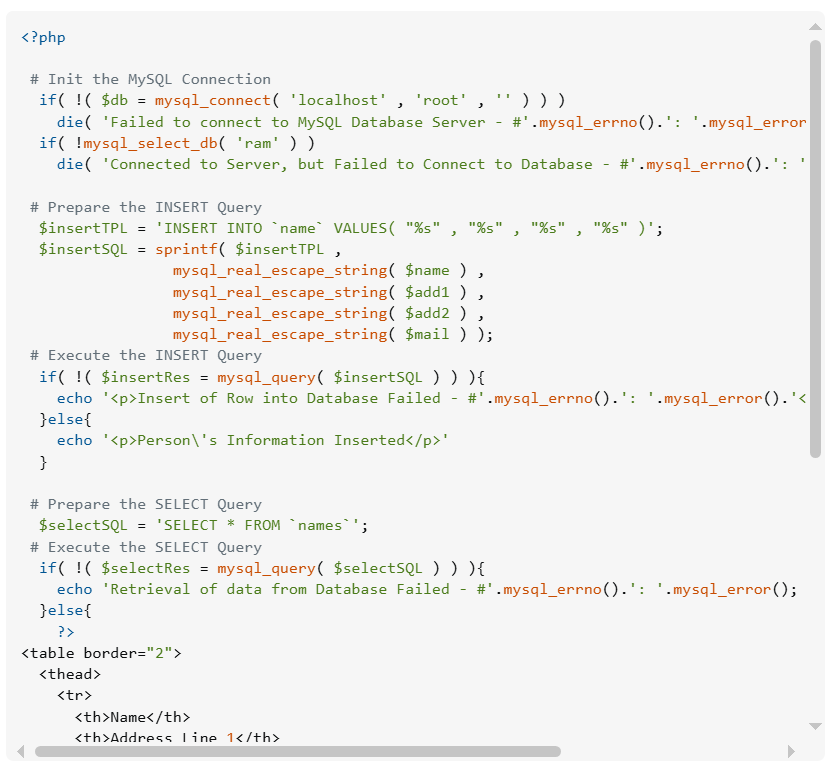 <?php
# Init the MySQL Connection
if( !( $db = mysql_connect( 'localhost' , 'root' , '' ) ) )
die( 'Failed to connect to MySQL Database Server - #'.mysql_errno().': '.mysql_error
if( !mysql_select_db( 'ram' ) )
die( 'Connected to Server, but Failed to Connect to Database - #'.mysql_errno().': '
# Prepare the INSERT Query
$insertTPL = 'INSERT INTO `name` VALUES( "%s" , "%s" , "%s" , "%s" )';
$insertSQL = sprintf( $insertTPL ,
mysql_real_escape_string( $name ) ,
mysql_real_escape_string( $add1 ) ,
mysql_real_escape_string( $add2 ) ,
mysql_real_escape_string( $mail ) );
# Execute the INSERT Query
if( !( $insertRes = mysql_query( $insertSQL ) ) ){
echo '<p>Insert of Row into Database Failed - #'.mysql_errno().': '.mysql_error().'<
}else{
echo '<p>Person\'s Information Inserted</p>'
}
# Prepare the SELECT Query
$selectSQL = 'SELECT * FROM `names`';
# Execute the SELECT Query
if( !( $selectRes = mysql_query( $selectSQL ) ) ){
echo 'Retrieval of data from Database Failed - #'.mysql_errno().': '.mysql_error();
}else{
?>
<table border="2">
<thead>
<tr>
<th>Name</th>
<th>Address Line 1</th>